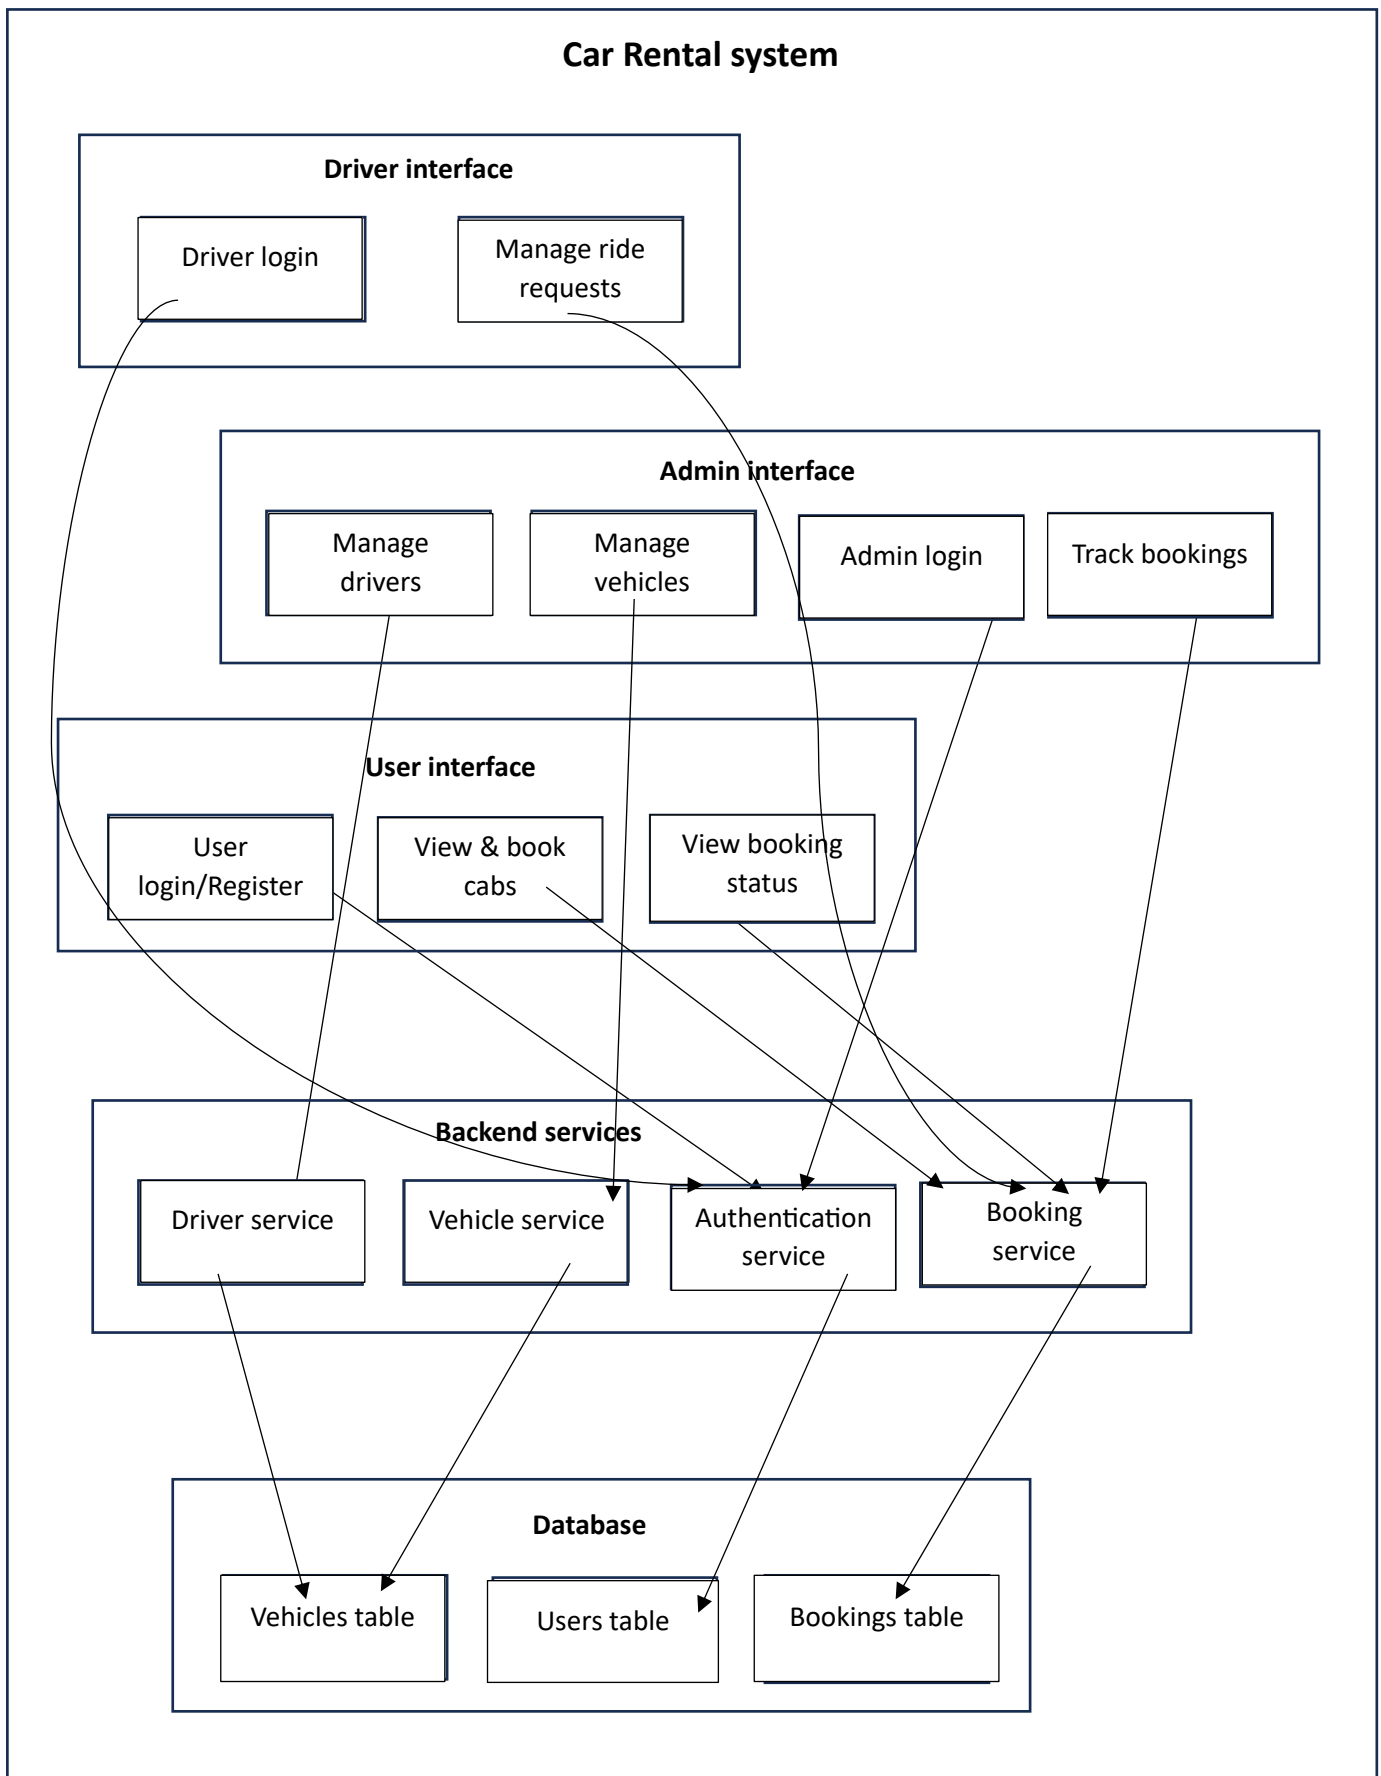 Car Rental system
Driver interface
Driver login
Manage ride
requests
Admin interface
Manage
drivers
Manage
vehicles
Admin login
Track bookings
User interface
User
login/Register
View & book
cabs
View booking
status
Backend services
Driver service
Vehicle service
Authentication
service
Booking
service
Database
Vehicles table
Users table
Bookings table